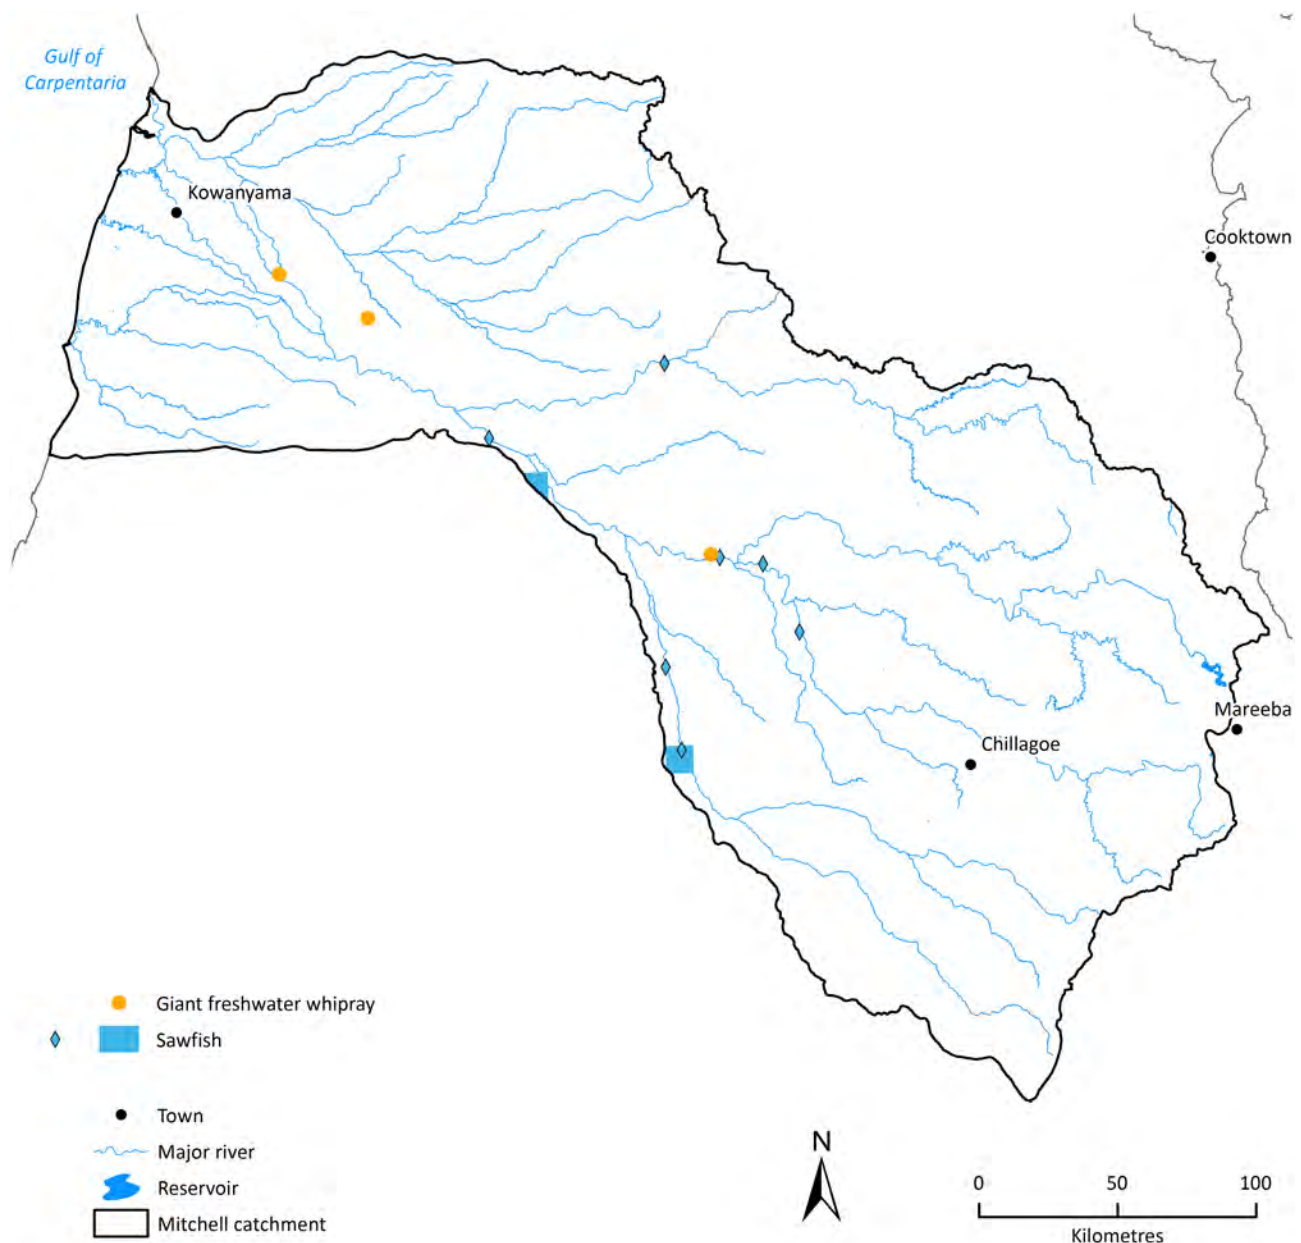 Gulf of
Carpentaria
Kowanyama
Cooktown
Mareeba
Chillagoe
Giant freshwater whipray
Sawfish
Town
Major river
Reservoir
Mitchell catchment
N
0 50 100
Kilometres